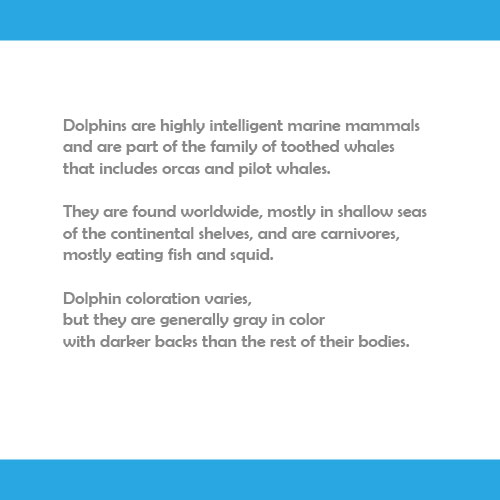 Dolphins are highly intelligent marine mammals
and are part of the family of toothed whales
that includes orcas and pilot whales.
They are found worldwide, mostly in shallow seas
of the continental shelves, and are carnivores,
mostly eating fish and squid.
Dolphin coloration varies,
but they are generally gray in color
with darker backs than the rest of their bodies.